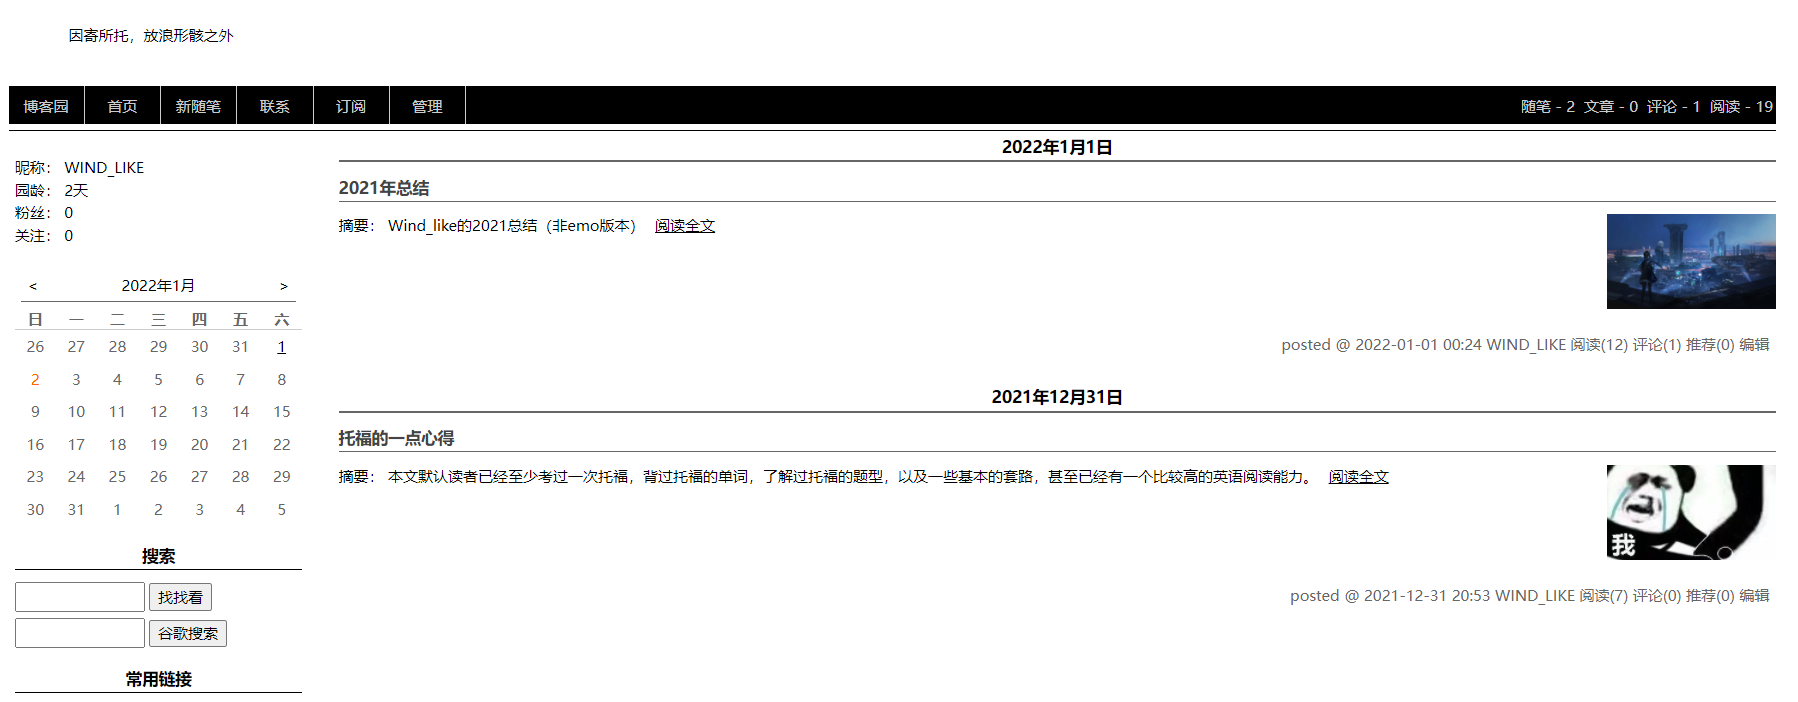 因寄所托，放浪形骸之外
博客园 首页 新随笔 联系 订阅 管理 随笔 - 2 文章 - 0 评论 - 1 阅读 - 19
昵称： WIND_LIKE
园龄： 2天
粉丝： 0
关注： 0
< 2022年1月 >
日 一 二 三 四 五 六
26 27 28 29 30 31 1
2 3 4 5 6 7 8
9 10 11 12 13 14 15
16 17 18 19 20 21 22
23 24 25 26 27 28 29
30 31 1 2 3 4 5
搜索
找找看
谷歌搜索
常用链接
2022年1月1日
2021年总结
摘要： Wind_like的2021总结（非emo版本） 阅读全文
posted @ 2022-01-01 00:24 WIND_LIKE 阅读(12) 评论(1) 推荐(0) 编辑
2021年12月31日
托福的一点心得
摘要： 本文默认读者已经至少考过一次托福，背过托福的单词，了解过托福的题型，以及一些基本的套路，甚至已经有一个比较高的英语阅读能力。 阅读全文
我
posted @ 2021-12-31 20:53 WIND_LIKE 阅读(7) 评论(0) 推荐(0) 编辑